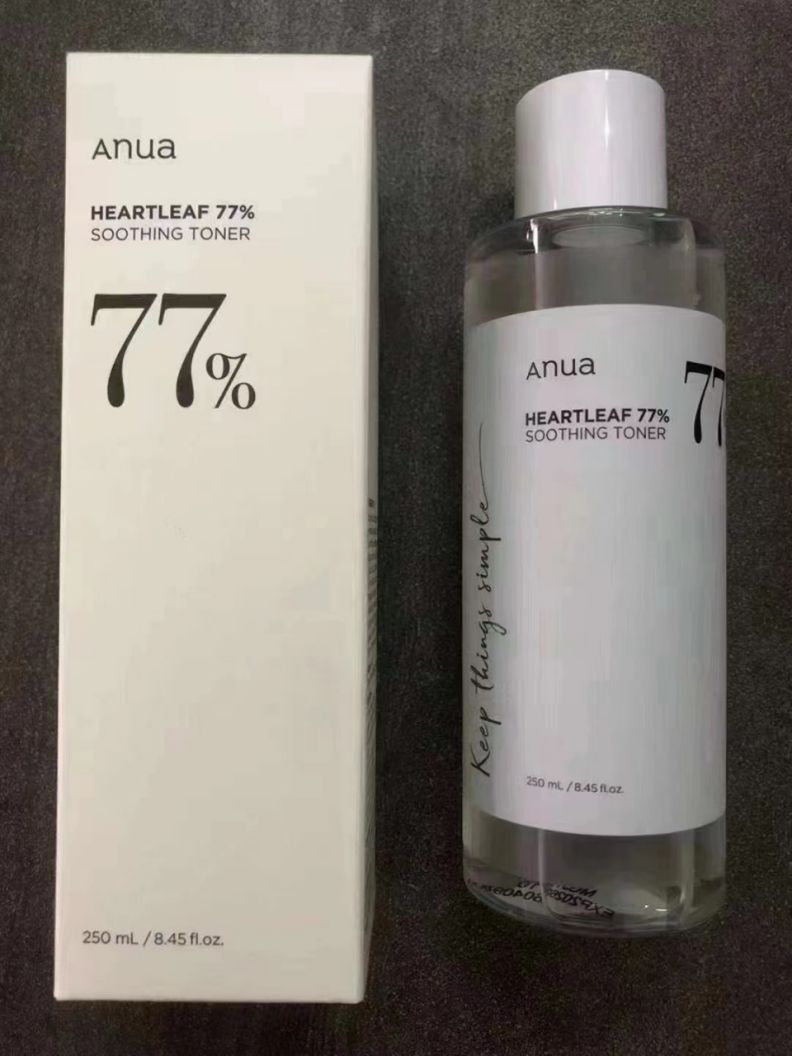 Anua
HEARTLEAF 77%
SOOTHING TONER
77%
250 mL / 8.45 fl.oz.
Anua
HEARTLEAF 77%
SOOTHING TONER
77
Keep things simple
250 mL / 8.45 fl.oz.